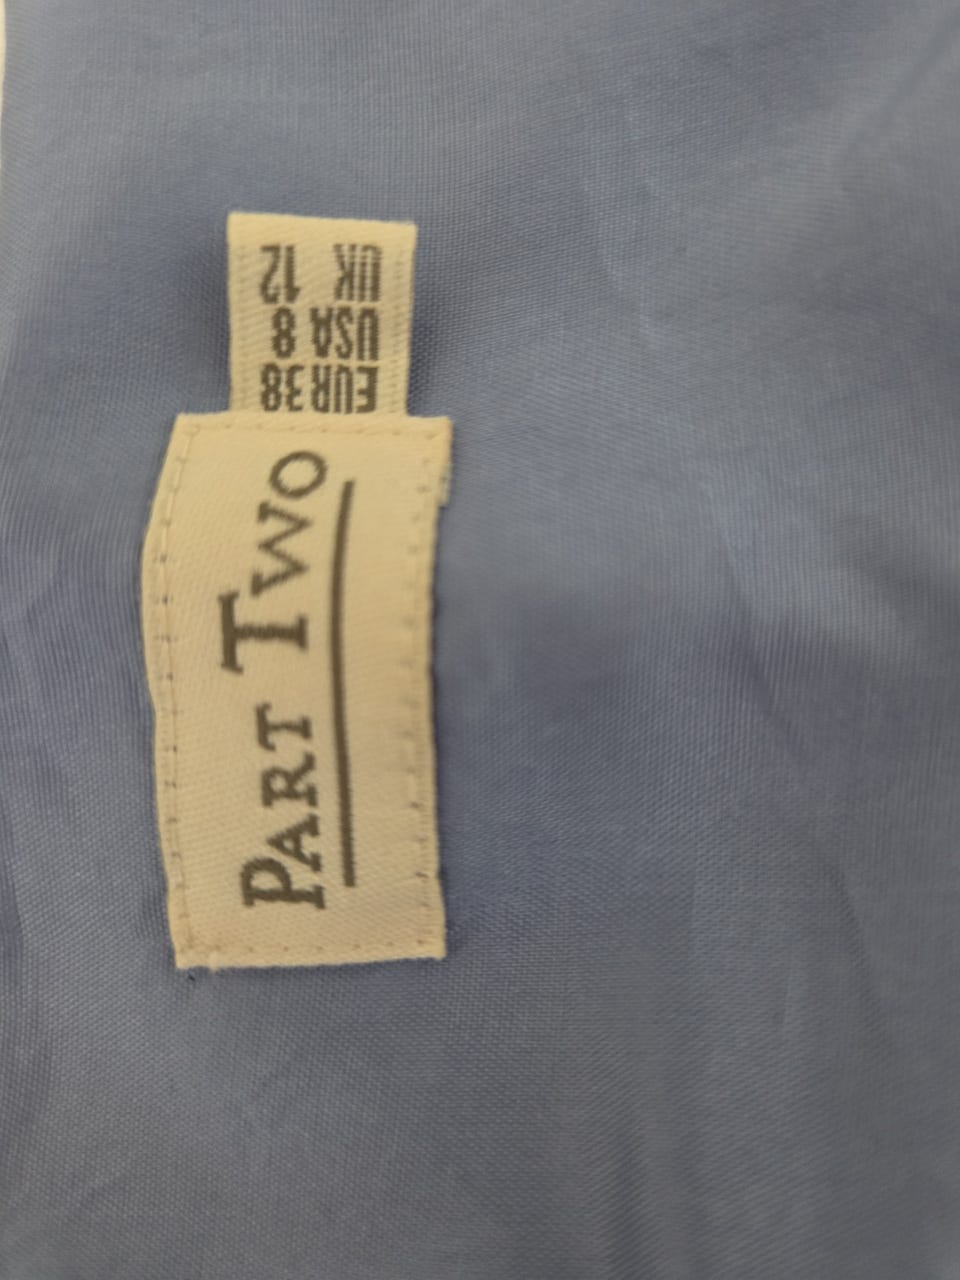 PART TWO
EUR 38
USA 8
UK 12